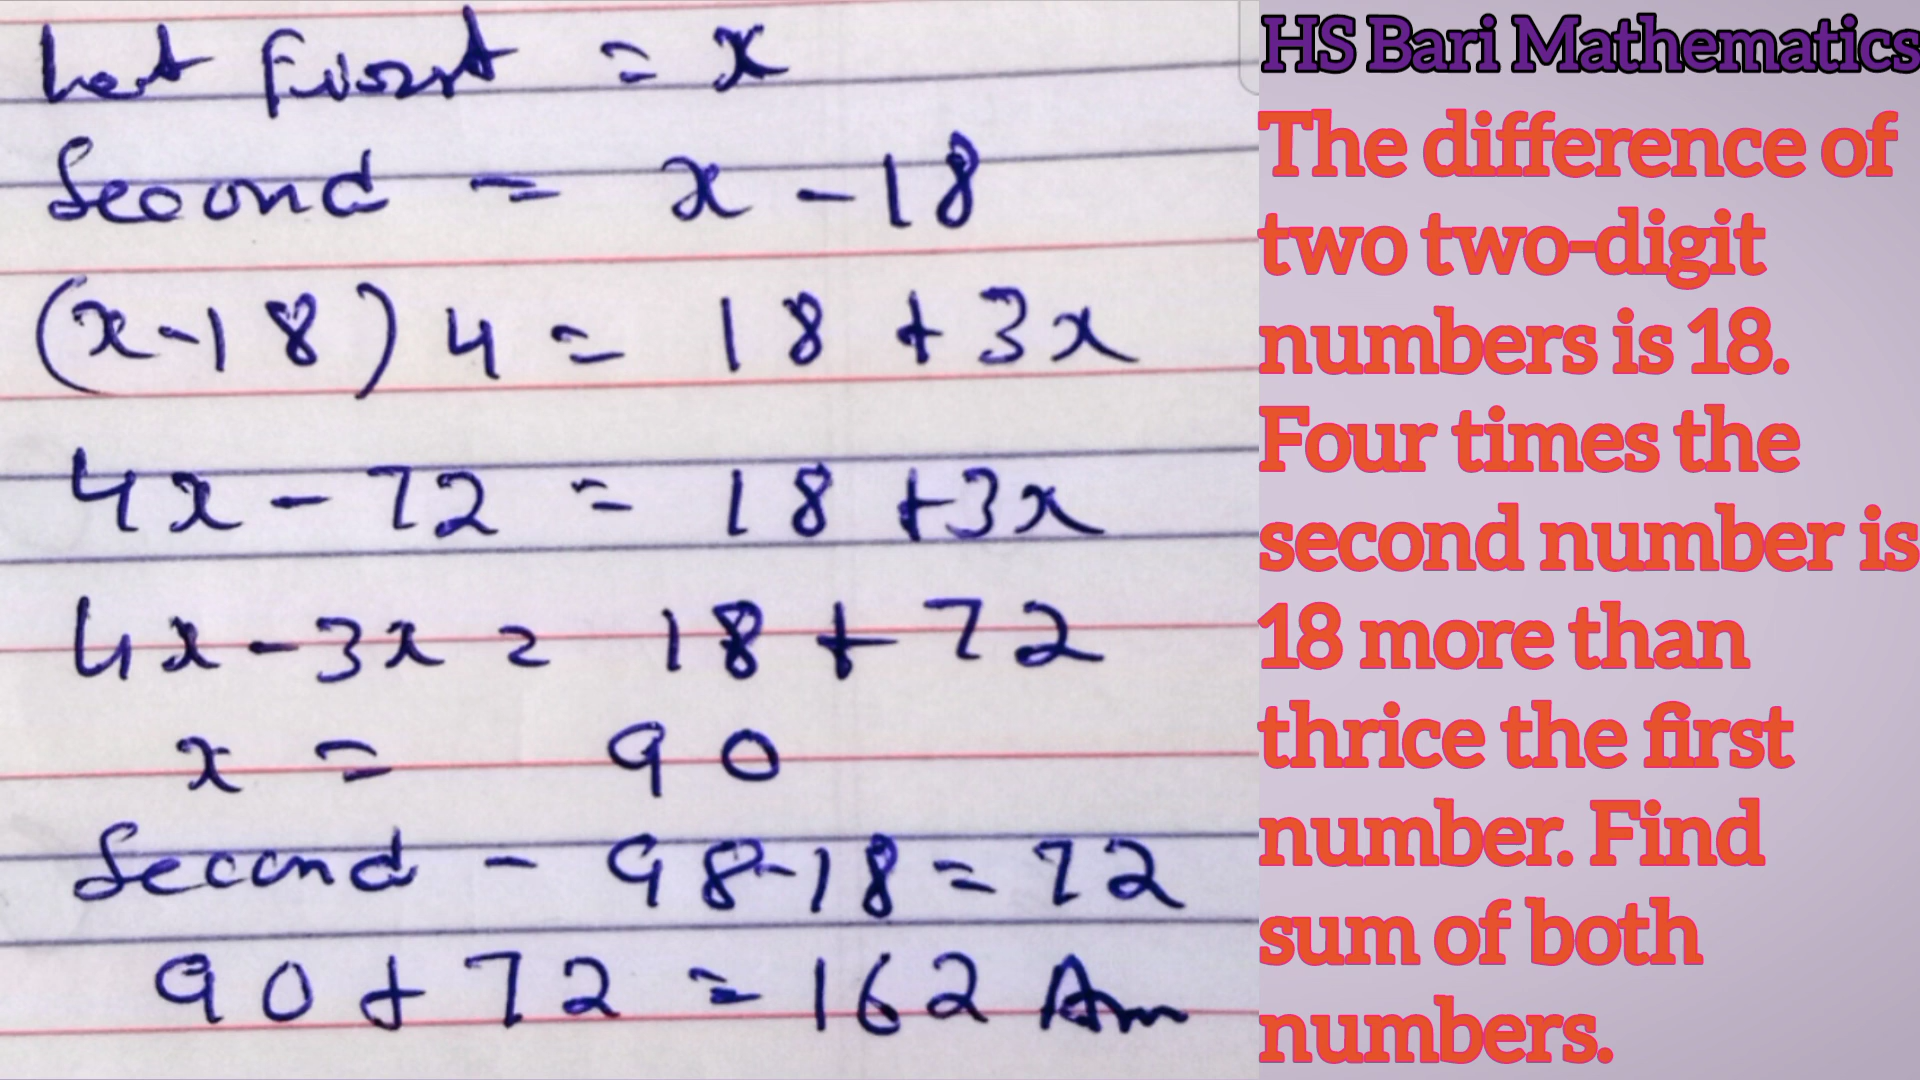 Let First = x
Second = x - 18
(x-18) 4 = 18 + 3x
4x - 72 = 18 + 3x
4x - 3x = 18 + 72
x = 90
Second - 98-18 = 72
90 + 72 = 162 Ans
HS Bari Mathematics
The difference of
two two-digit
numbers is 18.
Four times the
second number is
18 more than
thrice the first
number. Find
sum of both
numbers.